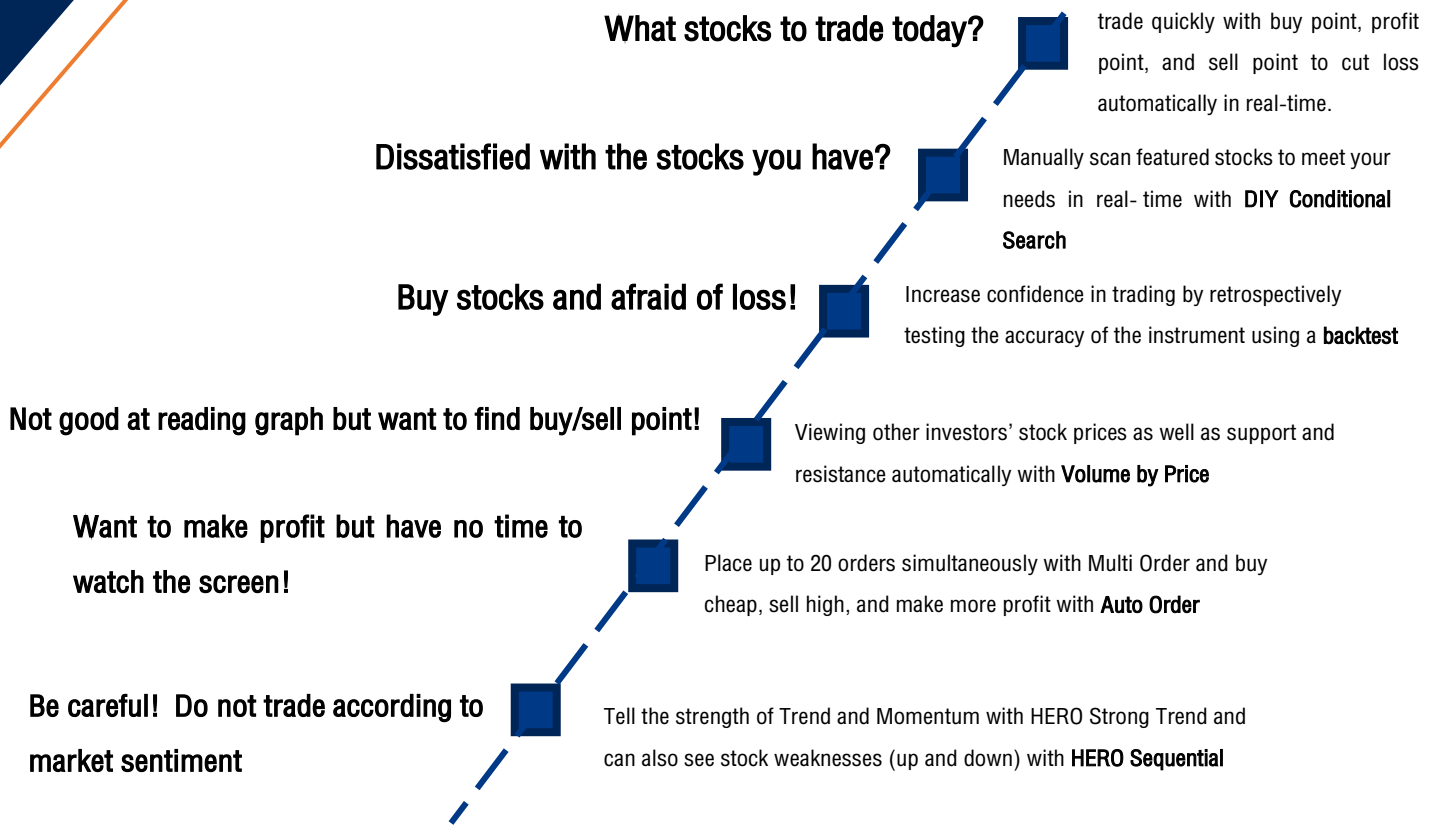 What stocks to trade today?
trade quickly with buy point, profit
point, and sell point to cut loss
automatically in real-time.
Dissatisfied with the stocks you have?
Manually scan featured stocks to meet your
needs in real- time with DIY Conditional
Search
Buy stocks and afraid of loss!
Increase confidence in trading by retrospectively
testing the accuracy of the instrument using a backtest
Not good at reading graph but want to find buy/sell point!
Viewing other investors’ stock prices as well as support and
resistance automatically with Volume by Price
Want to make profit but have no time to
watch the screen!
Place up to 20 orders simultaneously with Multi Order and buy
cheap, sell high, and make more profit with Auto Order
Be careful! Do not trade according to
market sentiment
Tell the strength of Trend and Momentum with HERO Strong Trend and
can also see stock weaknesses (up and down) with HERO Sequential